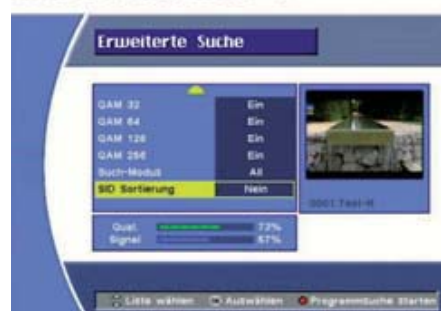 Erweiterte Suche
QAM 32 Ein
QAM 64 Ein
QAM 128 Ein
QAM 256 Ein
Such-Modus All
SID Sortierung Nein
0001.Test-H
Qual. 73%
Signal 67%
Liste wählen Auswählen Programmsuche Starten